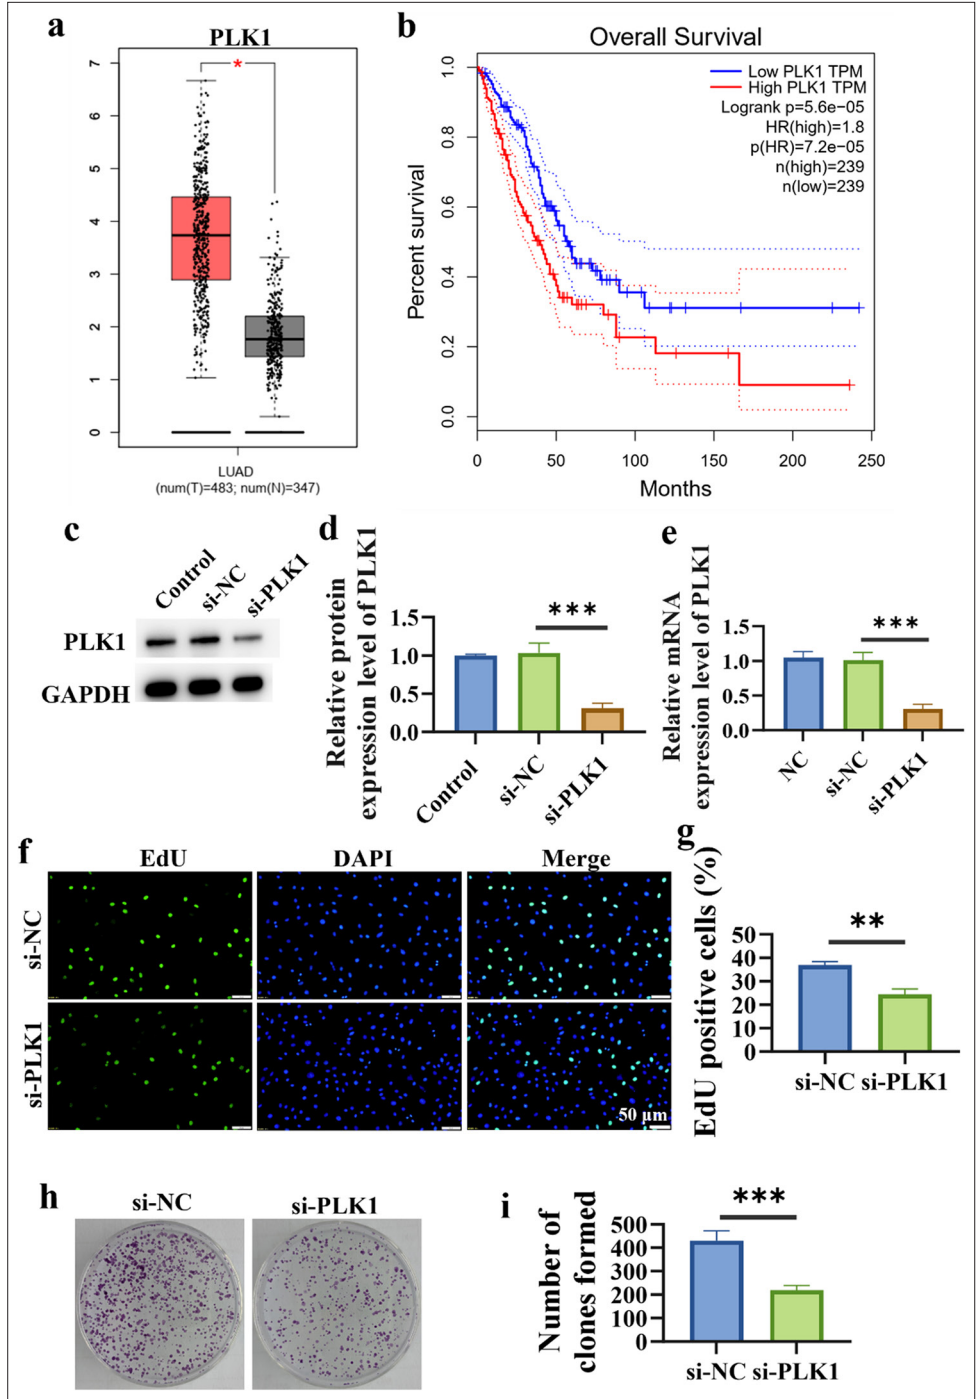 a
PLK1
*
7
6
5
4
3
2
1
0
LUAD
(num(T)=483; num(N)=347)
b
Overall Survival
Low PLK1 TPM
High PLK1 TPM
Logrank p=5.6e−05
HR(high)=1.8
p(HR)=7.2e−05
n(high)=239
n(low)=239
Percent survival
1.0
0.8
0.6
0.4
0.2
0.0
0 50 100 150 200 250
Months
c
Control si-NC si-PLK1
PLK1
GAPDH
d
Relative protein
expression level of PLK1
1.5
1.0
0.5
0.0
***
Control si-NC si-PLK1
e
Relative mRNA
expression level of PLK1
1.5
1.0
0.5
0.0
***
NC si-NC si-PLK1
f
EdU DAPI Merge
si-NC
si-PLK1
50 µm
g
EdU positive cells (%)
50
40
30
20
10
0
**
si-NC si-PLK1
h
si-NC si-PLK1
i
Number of
clones formed
500
400
300
200
100
0
***
si-NC si-PLK1